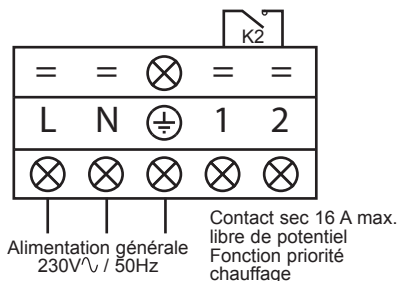 K2
= = = =
L N 1 2
Alimentation générale
230V∿ / 50Hz
Contact sec 16 A max.
libre de potentiel
Fonction priorité
chauffage